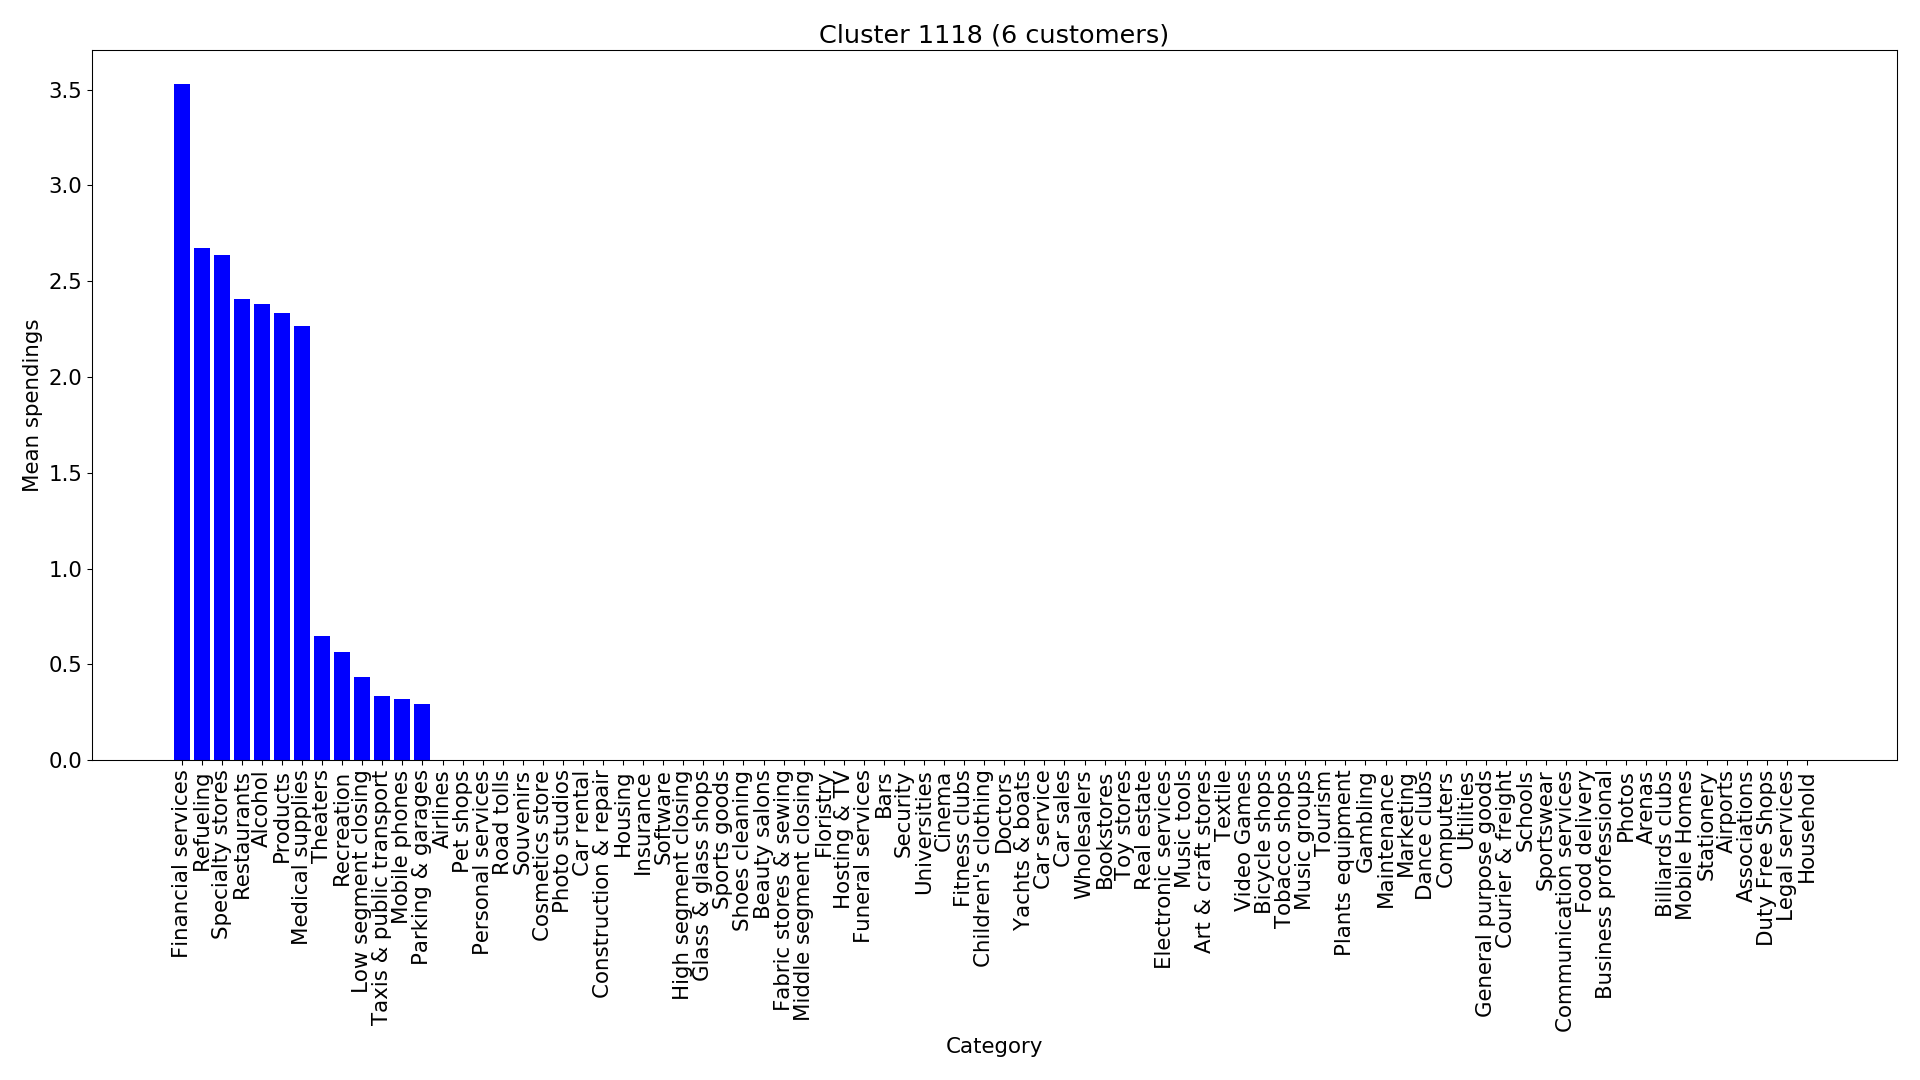 Cluster 1118 (6 customers)
Mean spendings
3.5
3.0
2.5
2.0
1.5
1.0
0.5
0.0
Financial services
Refueling
Specialty stores
Restaurants
Alcohol
Products
Medical supplies
Theaters
Recreation
Low segment closing
Taxis & public transport
Mobile phones
Parking & garages
Airlines
Pet shops
Personal services
Road tolls
Souvenirs
Cosmetics store
Photo studios
Car rental
Construction & repair
Housing
Insurance
Software
High segment closing
Glass & glass shops
Sports goods
Shoes cleaning
Beauty salons
Fabric stores & sewing
Middle segment closing
Floristry
Hosting & TV
Funeral services
Bars
Security
Universities
Cinema
Fitness clubs
Children's clothing
Doctors
Yachts & boats
Car service
Car sales
Wholesalers
Bookstores
Toy stores
Real estate
Electronic services
Music tools
Art & craft stores
Textile
Video Games
Bicycle shops
Tobacco shops
Music groups
Tourism
Plants equipment
Gambling
Maintenance
Marketing
Dance clubs
Computers
Utilities
General purpose goods
Courier & freight
Schools
Sportswear
Communication services
Food delivery
Business professional
Photos
Arenas
Billiards clubs
Mobile Homes
Stationery
Airports
Associations
Duty Free Shops
Legal services
Household
Category